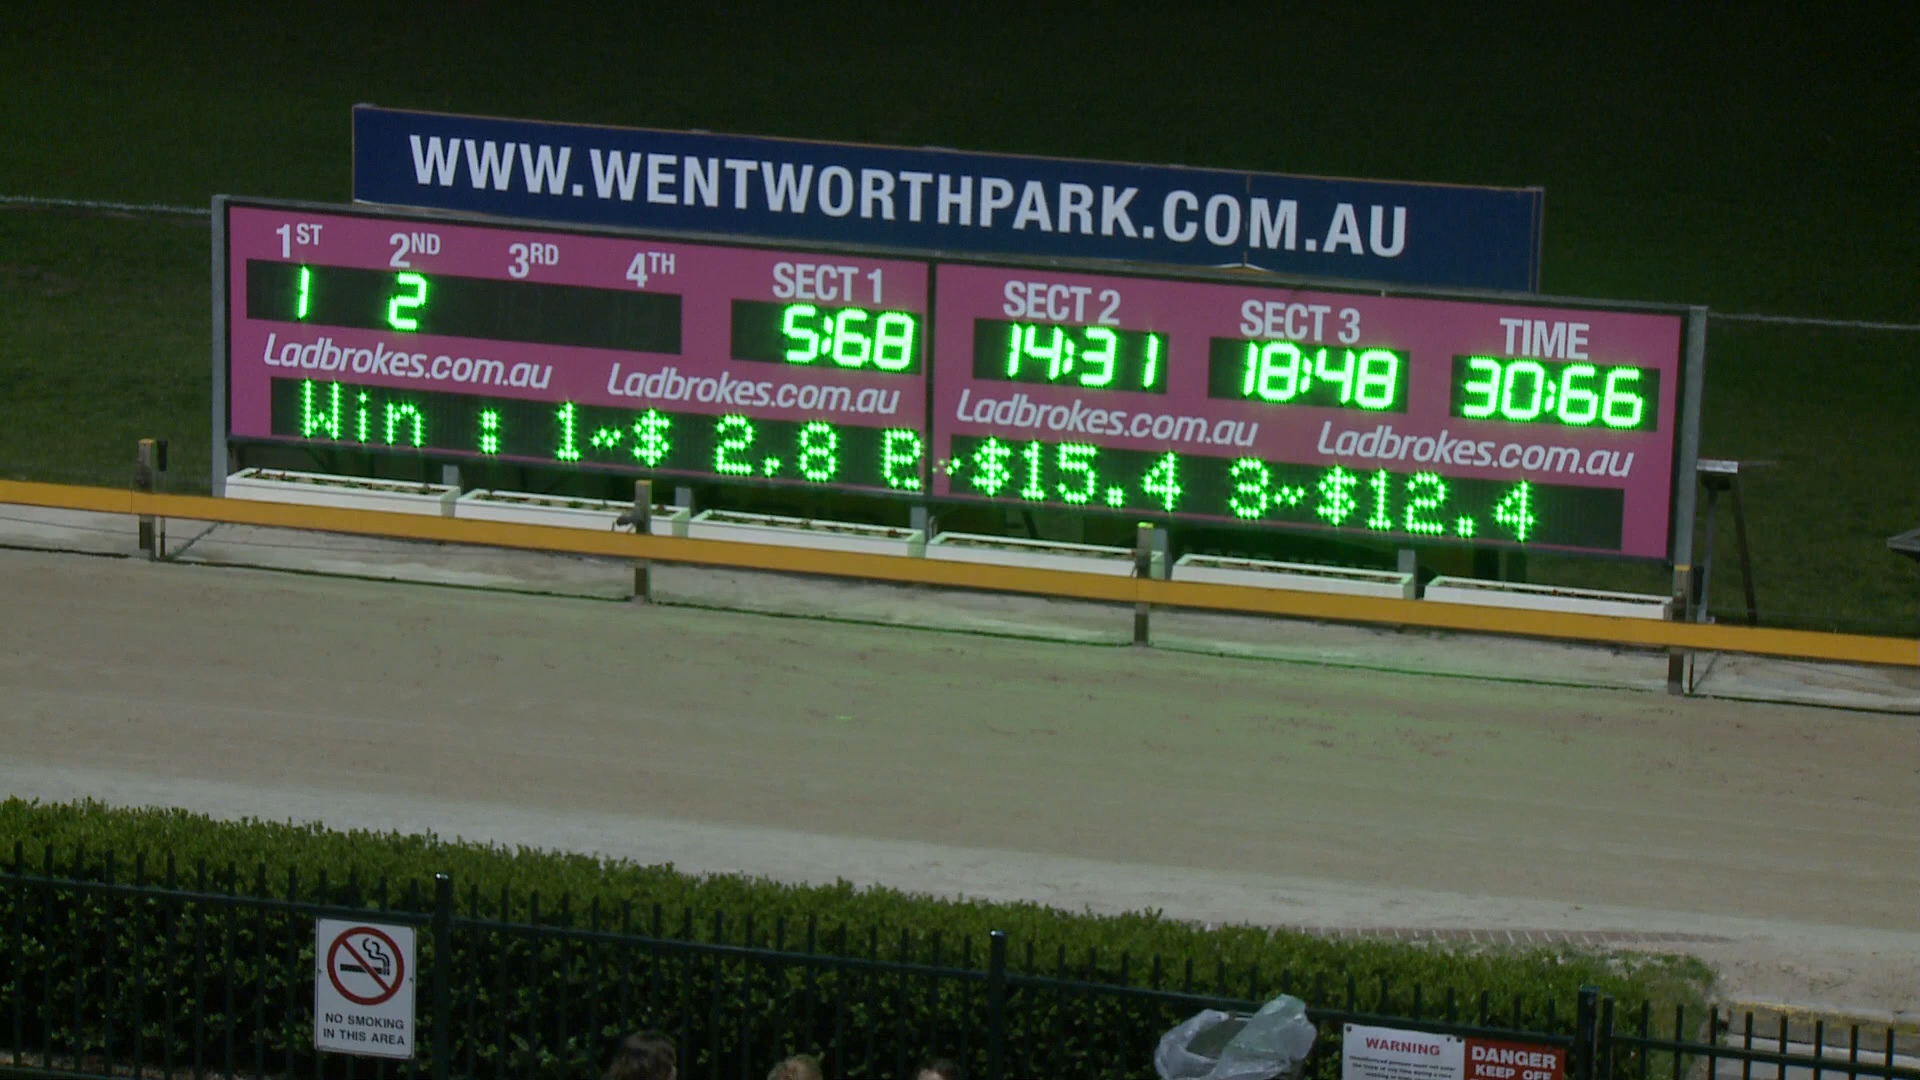 WWW.WENTWORTHPARK.COM.AU
1ST 2ND 3RD 4TH SECT 1 SECT 2 SECT 3 TIME
1 2 5:68 14:31 18:48 30:66
Ladbrokes.com.au Ladbrokes.com.au Ladbrokes.com.au Ladbrokes.com.au
Win : 1~$ 2.8 $15.4 3~$12.4
NO SMOKING
IN THIS AREA
WARNING
DANGER
KEEP OFF